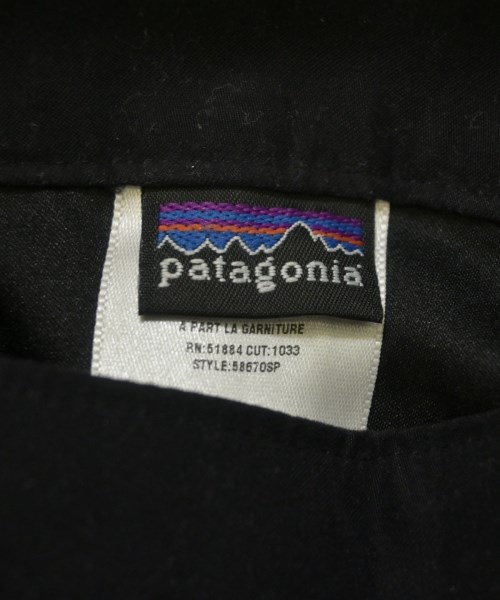 patagonia
A PART LA GARNITURE
RN:51884 CUT:1033
STYLE:58670SP